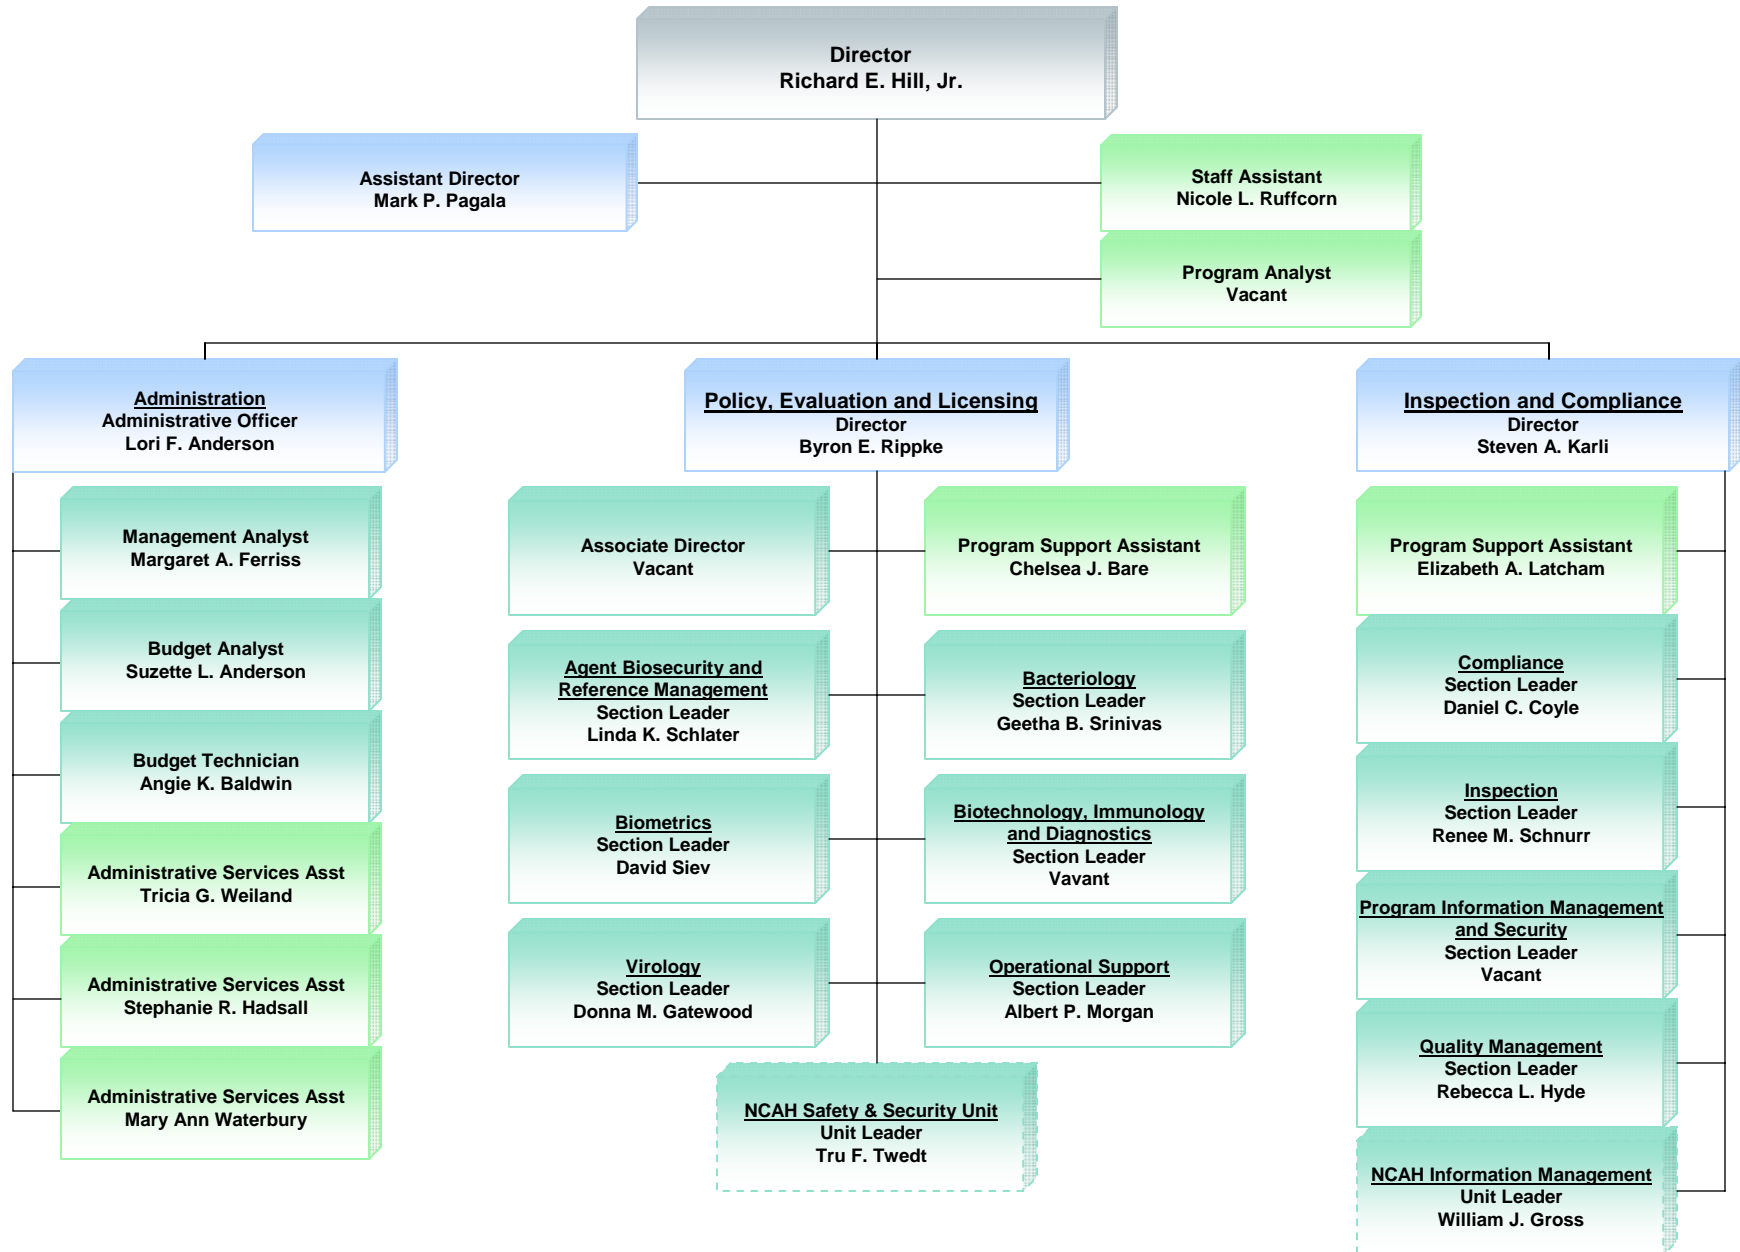 Director
Richard E. Hill, Jr.
Assistant Director
Mark P. Pagala
Staff Assistant
Nicole L. Ruffcorn
Program Analyst
Vacant
Administration
Administrative Officer
Lori F. Anderson
Management Analyst
Margaret A. Ferriss
Budget Analyst
Suzette L. Anderson
Budget Technician
Angie K. Baldwin
Administrative Services Asst
Tricia G. Weiland
Administrative Services Asst
Stephanie R. Hadsall
Administrative Services Asst
Mary Ann Waterbury
Policy, Evaluation and Licensing
Director
Byron E. Rippke
Associate Director
Vacant
Program Support Assistant
Chelsea J. Bare
Agent Biosecurity and
Reference Management
Section Leader
Linda K. Schlater
Bacteriology
Section Leader
Geetha B. Srinivas
Biometrics
Section Leader
David Siev
Biotechnology, Immunology
and Diagnostics
Section Leader
Vavant
Virology
Section Leader
Donna M. Gatewood
Operational Support
Section Leader
Albert P. Morgan
NCAH Safety & Security Unit
Unit Leader
Tru F. Twedt
Inspection and Compliance
Director
Steven A. Karli
Program Support Assistant
Elizabeth A. Latcham
Compliance
Section Leader
Daniel C. Coyle
Inspection
Section Leader
Renee M. Schnurr
Program Information Management
and Security
Section Leader
Vacant
Quality Management
Section Leader
Rebecca L. Hyde
NCAH Information Management
Unit Leader
William J. Gross